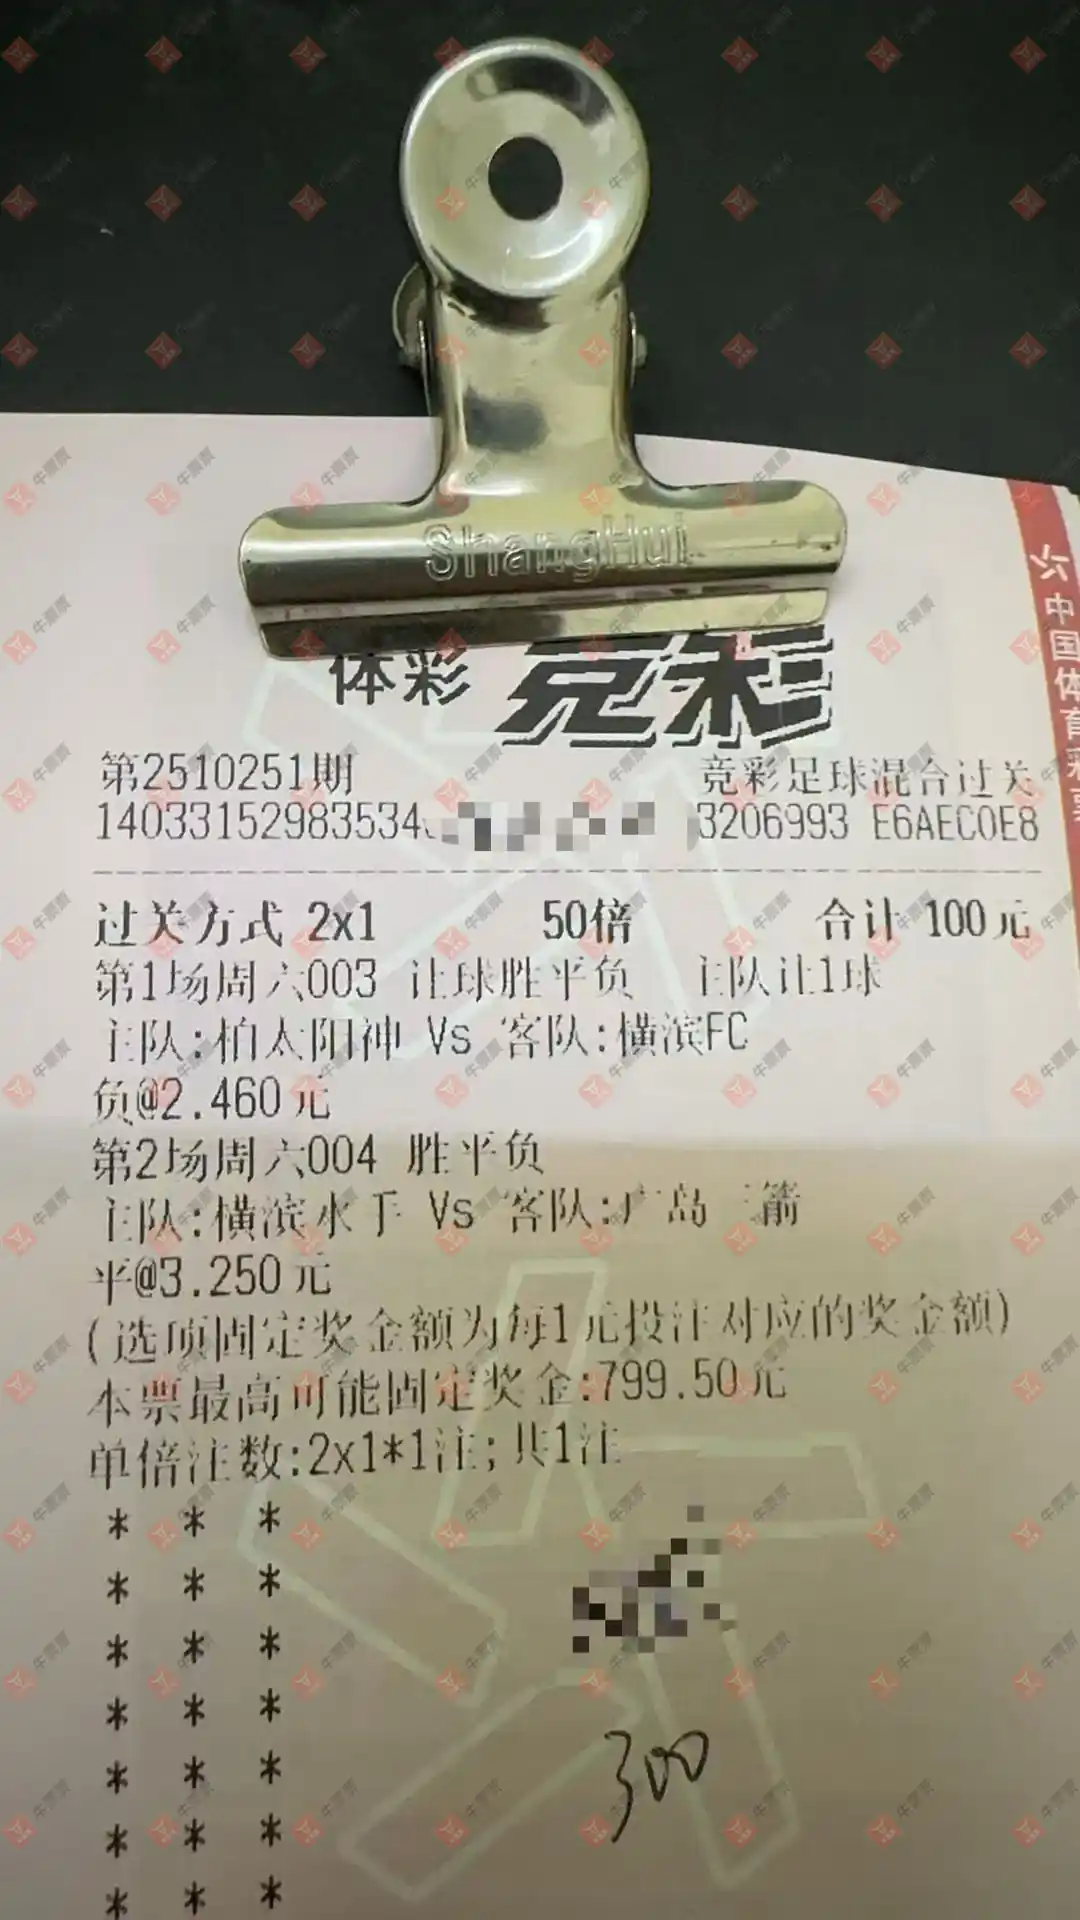 ShangHui
体彩 竞彩
中国体育彩票
第2510251期 竞彩足球混合过关
14033152983534 3206993 E6AEC0E8
过关方式 2x1 50倍 合计 100元
第1场周六003 让球胜平负 主队让1球
主队:柏太阳神 Vs 客队:横滨FC
负@2.460元
第2场周六004 胜平负
主队:横滨水手 Vs 客队:广岛三箭
平@3.250元
(选项固定奖金额为每1元投注对应的奖金额)
本票最高可能固定奖金:799.50元
单倍注数:2x1*1注;共1注
* * *
* * *
* * *
* * *
* * *
* * *
* * *
300
牛票票